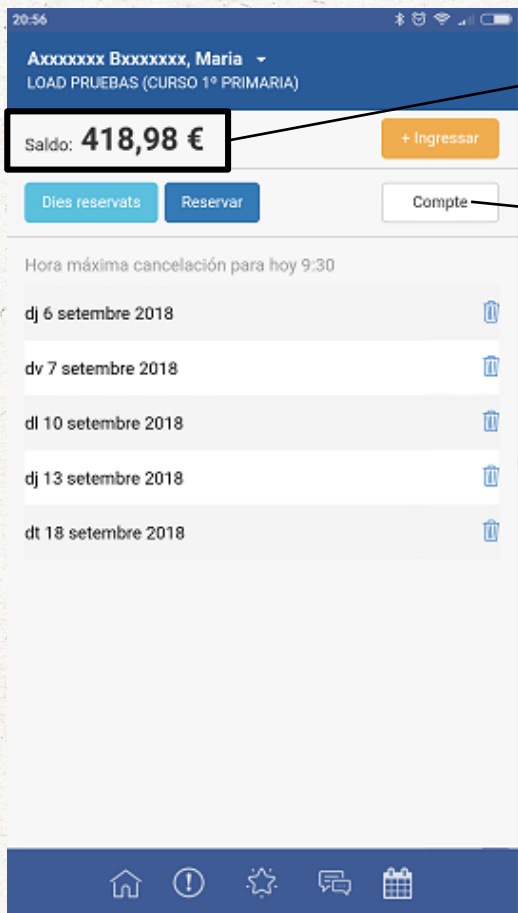 20:56
Axxxxxxx Bxxxxxxx, Maria
LOAD PRUEBAS (CURSO 1º PRIMARIA)
Saldo: 418,98 €
+ Ingressar
Dies reservats Reservar Compte
Hora máxima cancelación para hoy 9:30
dj 6 setembre 2018
dv 7 setembre 2018
dl 10 setembre 2018
dj 13 setembre 2018
dt 18 setembre 2018